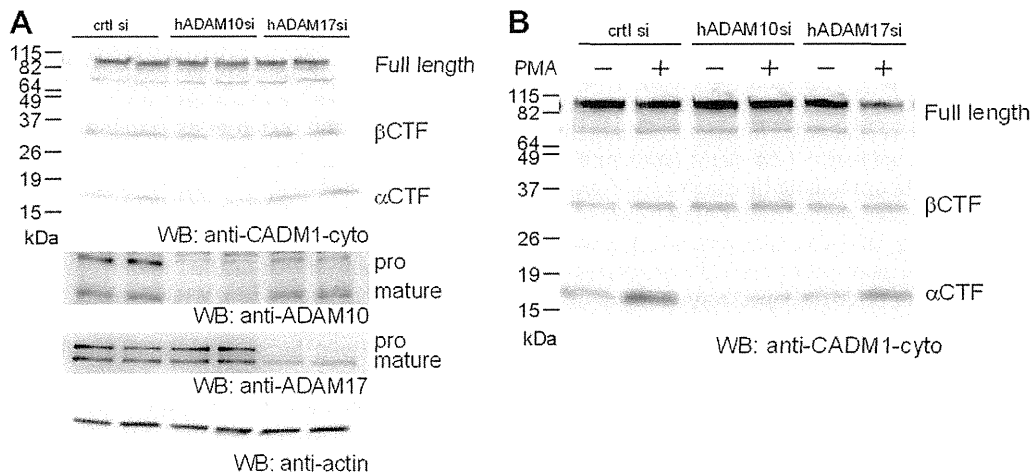 A
crtl si hADAM10si hADAM17si
115
82
64
49
37
26
19
15
kDa
Full length
βCTF
αCTF
WB: anti-CADM1-cyto
pro
mature
WB: anti-ADAM10
pro
mature
WB: anti-ADAM17
WB: anti-actin
B
crtl si hADAM10si hADAM17si
PMA − + − + − +
115
82
64
49
37
26
19
15
kDa
Full length
βCTF
αCTF
WB: anti-CADM1-cyto